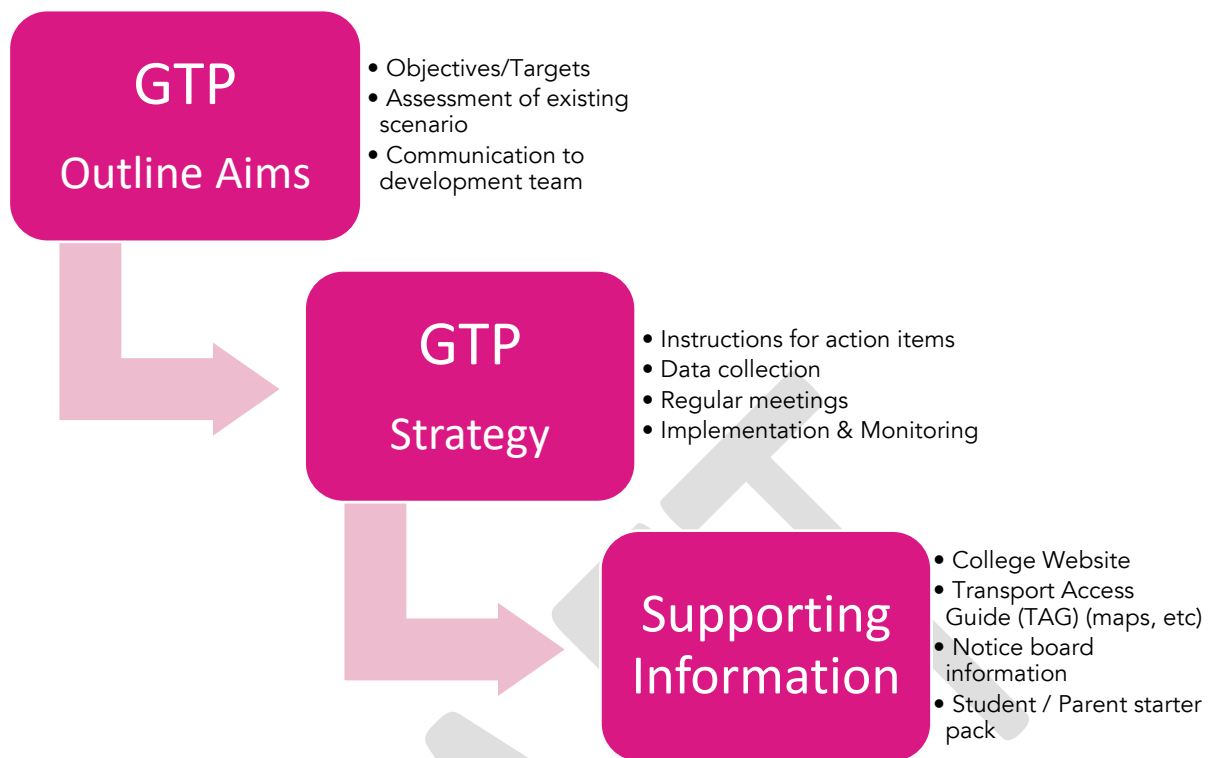 GTP
Outline Aims
• Objectives/Targets
• Assessment of existing
scenario
• Communication to
development team
GTP
Strategy
• Instructions for action items
• Data collection
• Regular meetings
• Implementation & Monitoring
Supporting
Information
• College Website
• Transport Access
Guide (TAG) (maps, etc)
• Notice board
information
• Student / Parent starter
pack